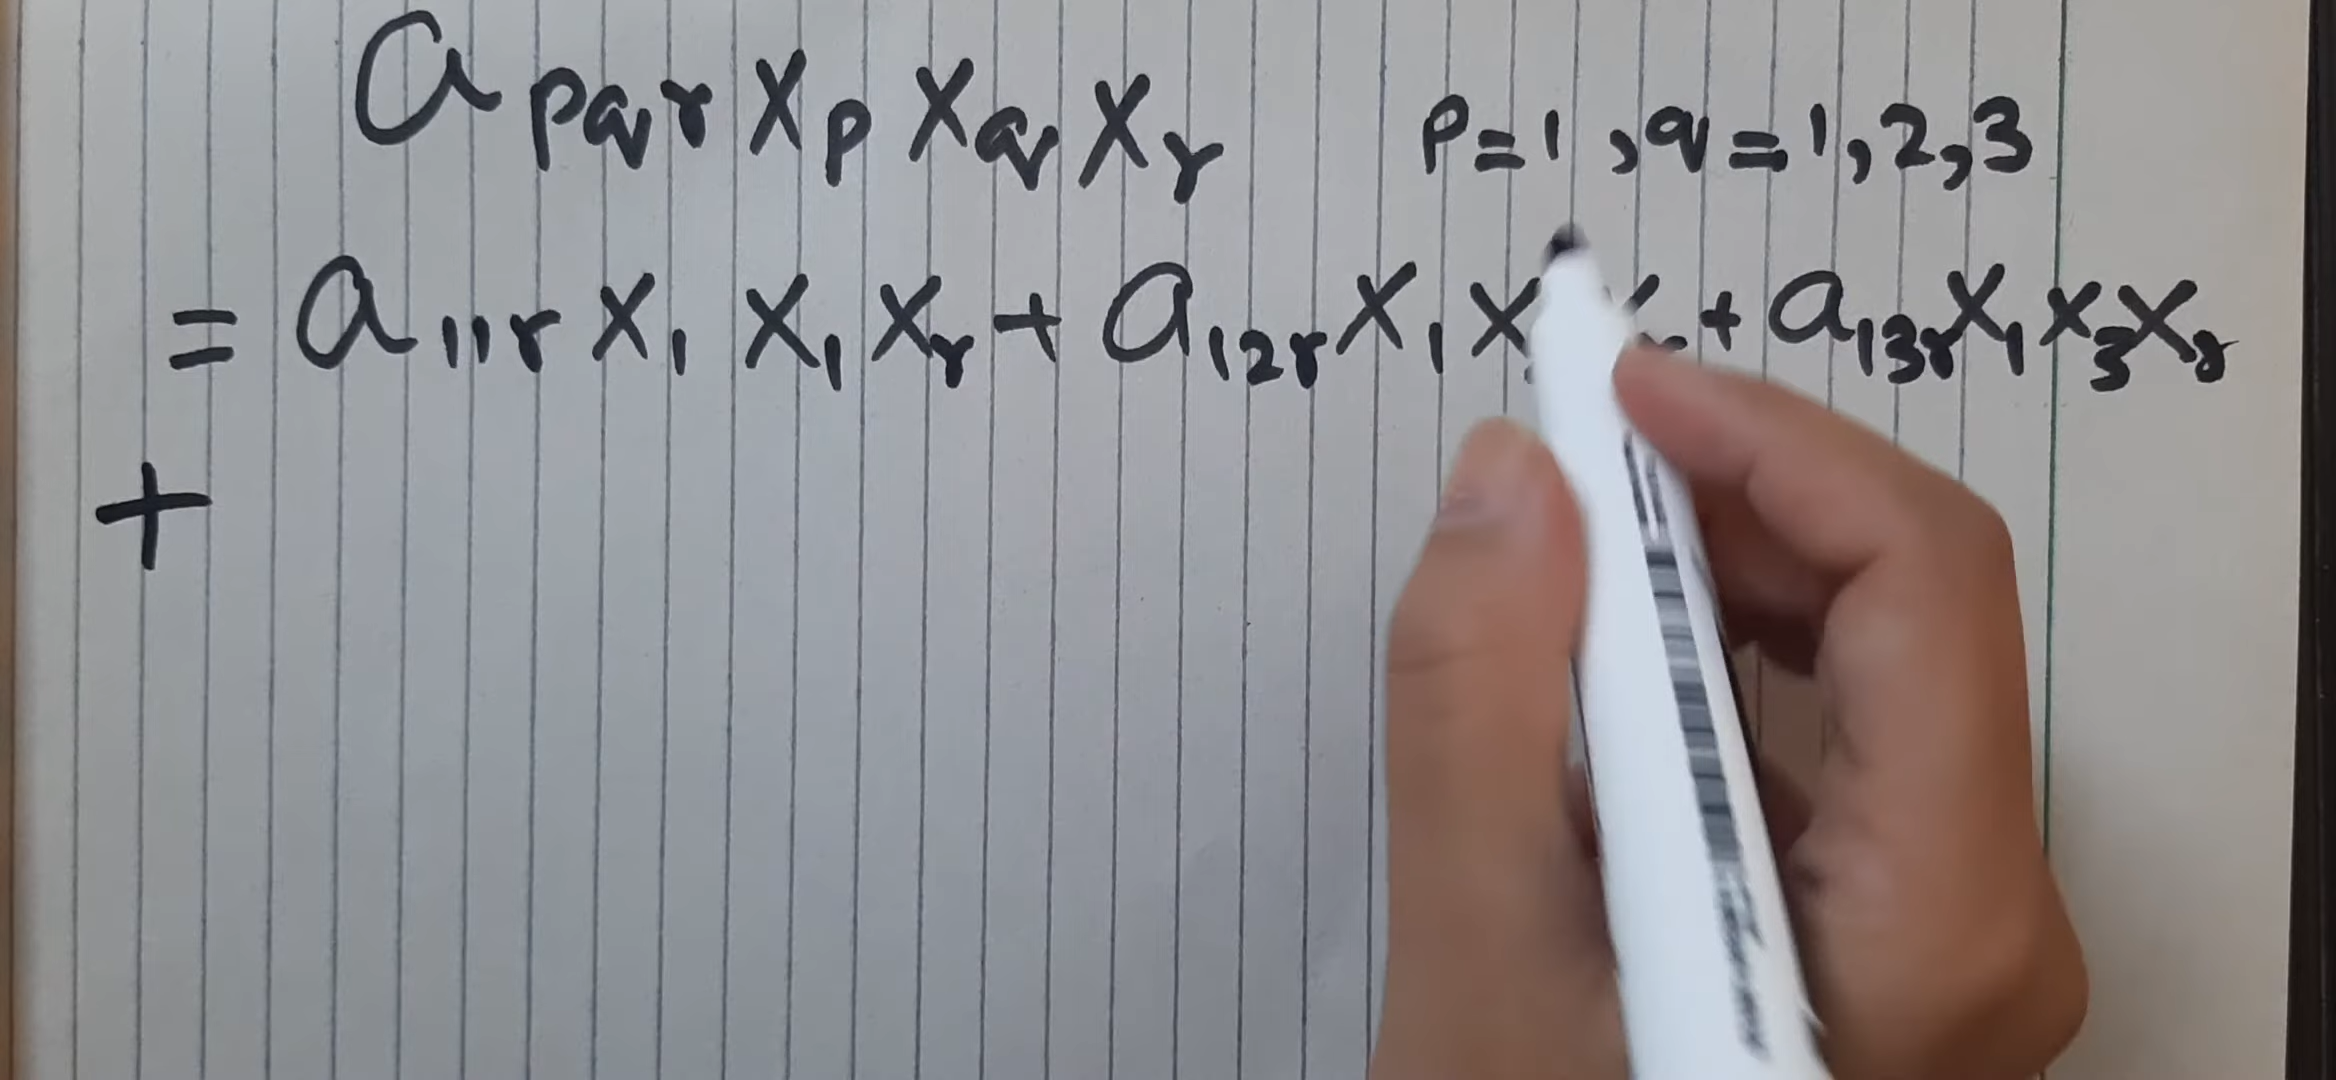 a_pqr x_p x_q x_r p=1, q=1,2,3
= a_11r x_1 x_1 x_r + a_12r x_1 x + a_13r x_1 x_3 x_r
+